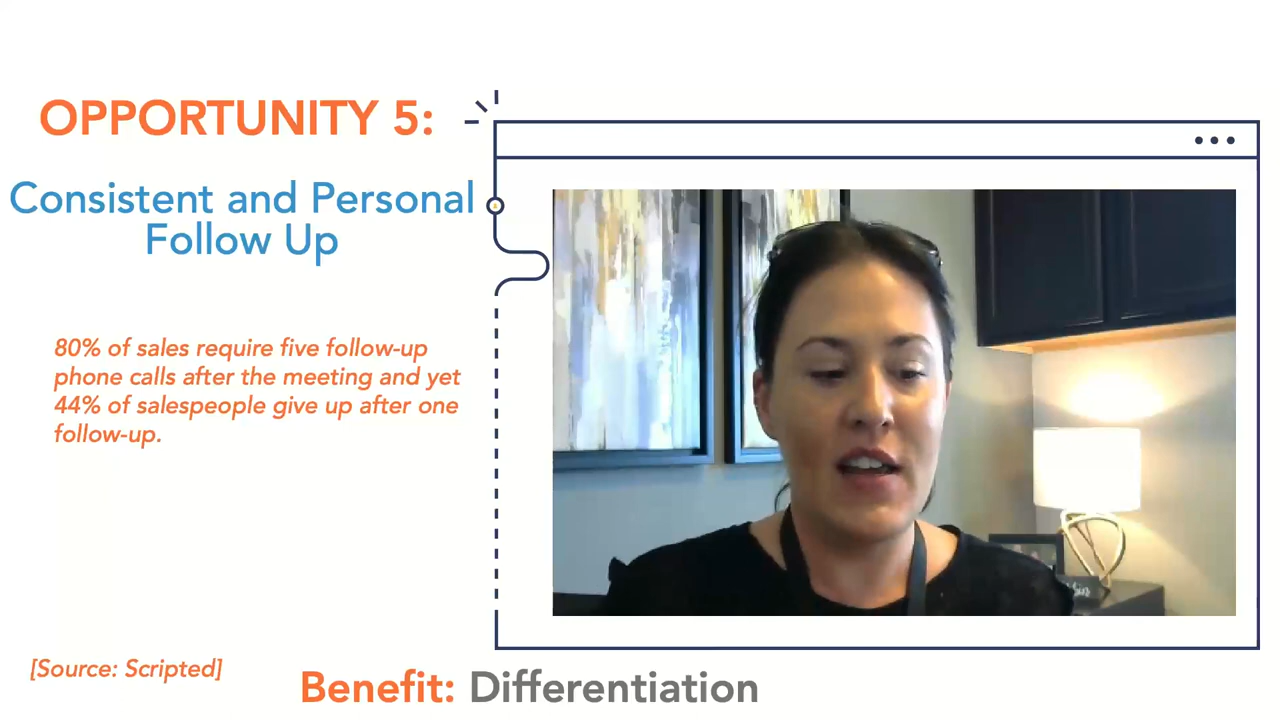 OPPORTUNITY 5:
Consistent and Personal
Follow Up
80% of sales require five follow-up
phone calls after the meeting and yet
44% of salespeople give up after one
follow-up.
[Source: Scripted]
Benefit: Differentiation